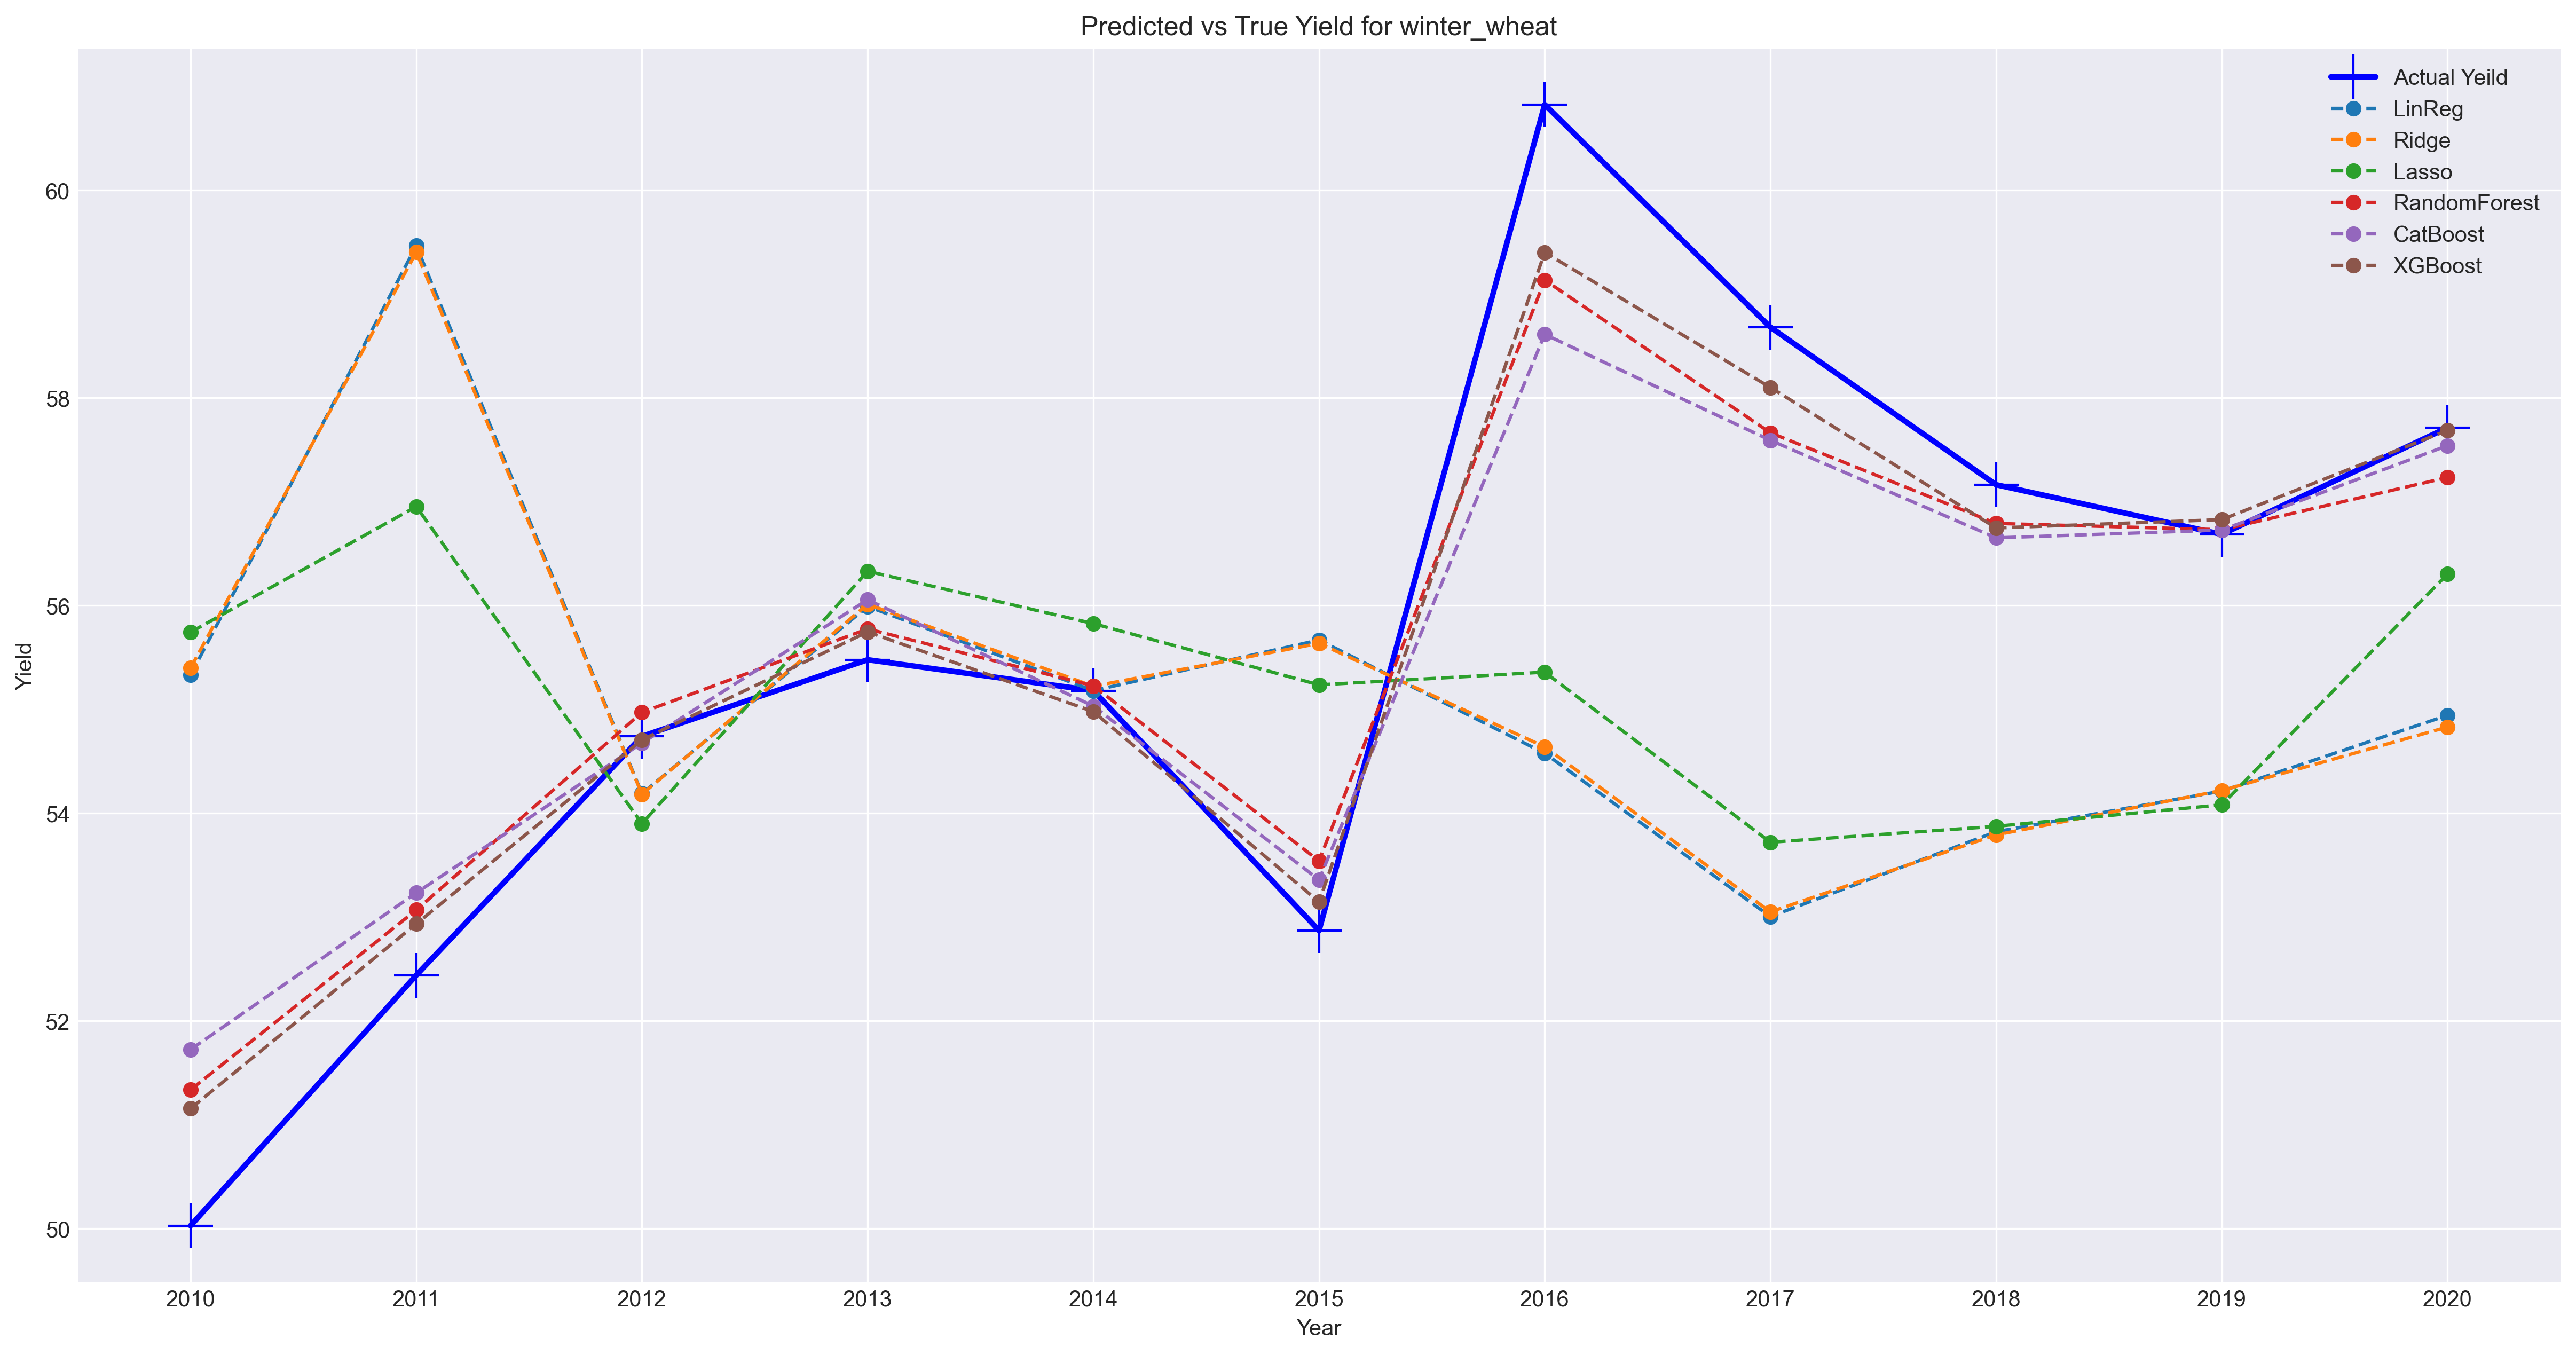 Predicted vs True Yield for winter_wheat
Actual Yeild
LinReg
Ridge
Lasso
RandomForest
CatBoost
XGBoost
Yield
60
58
56
54
52
50
2010 2011 2012 2013 2014 2015 2016 2017 2018 2019 2020
Year